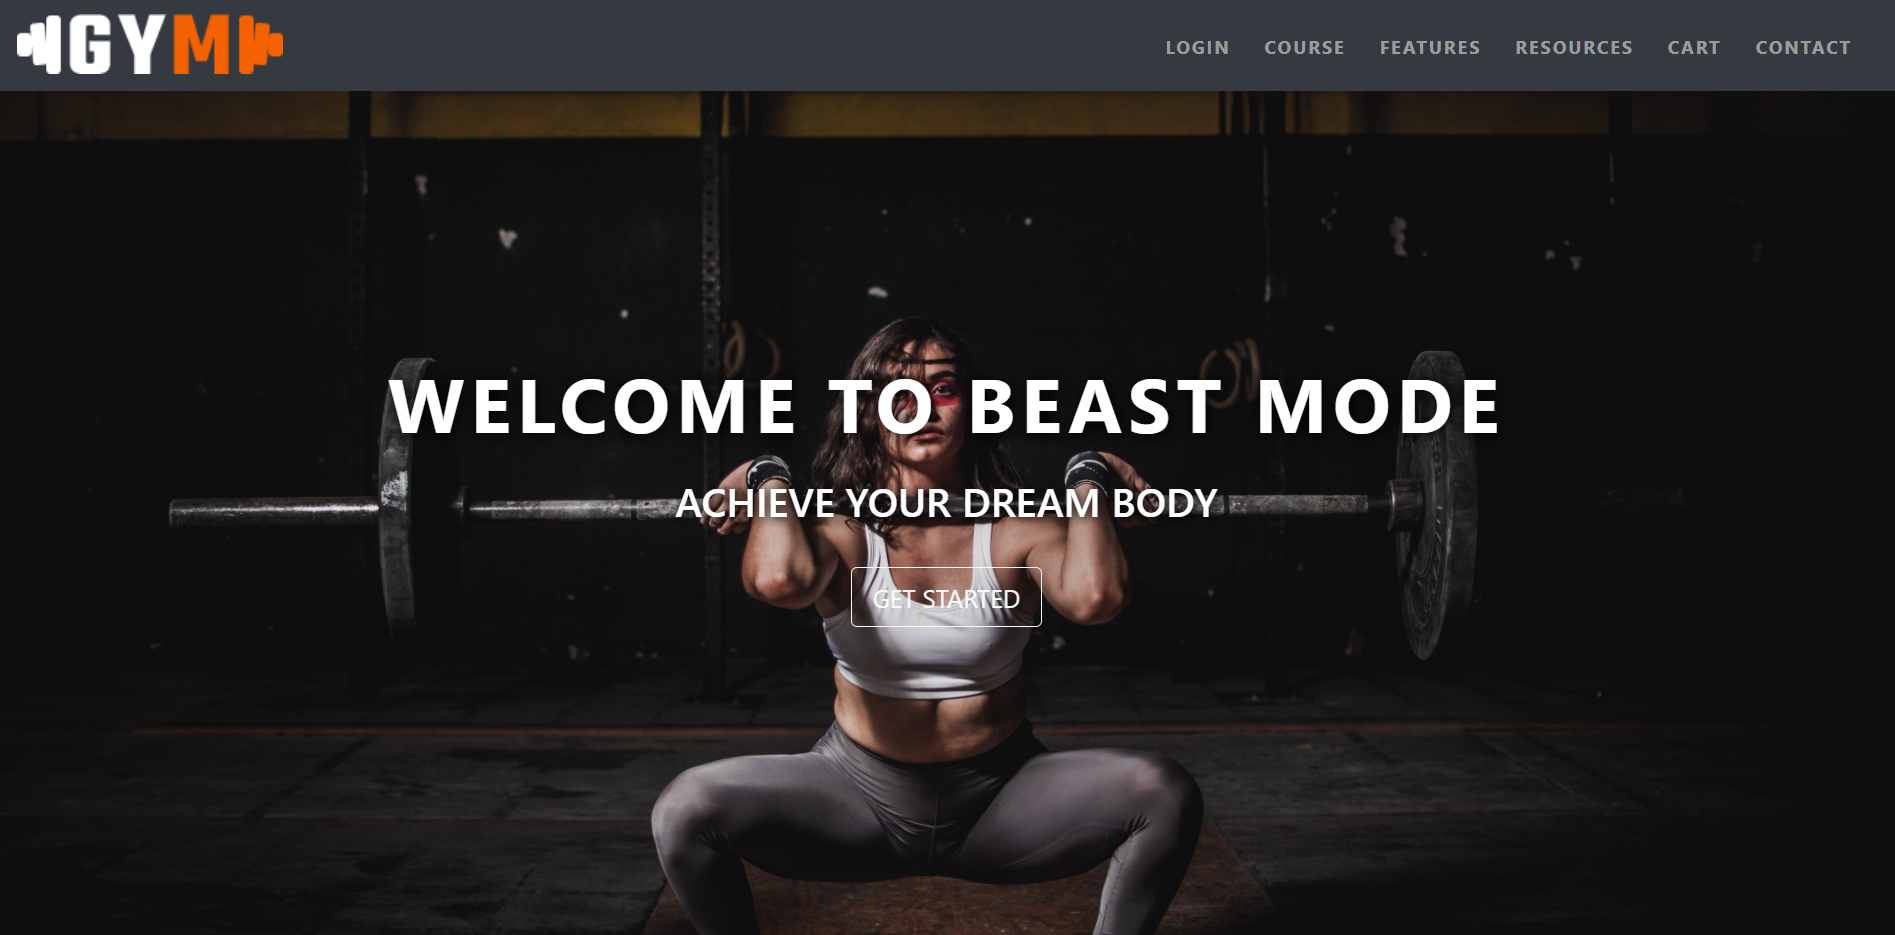 GYM
LOGIN COURSE FEATURES RESOURCES CART CONTACT
WELCOME TO BEAST MODE
ACHIEVE YOUR DREAM BODY
GET STARTED